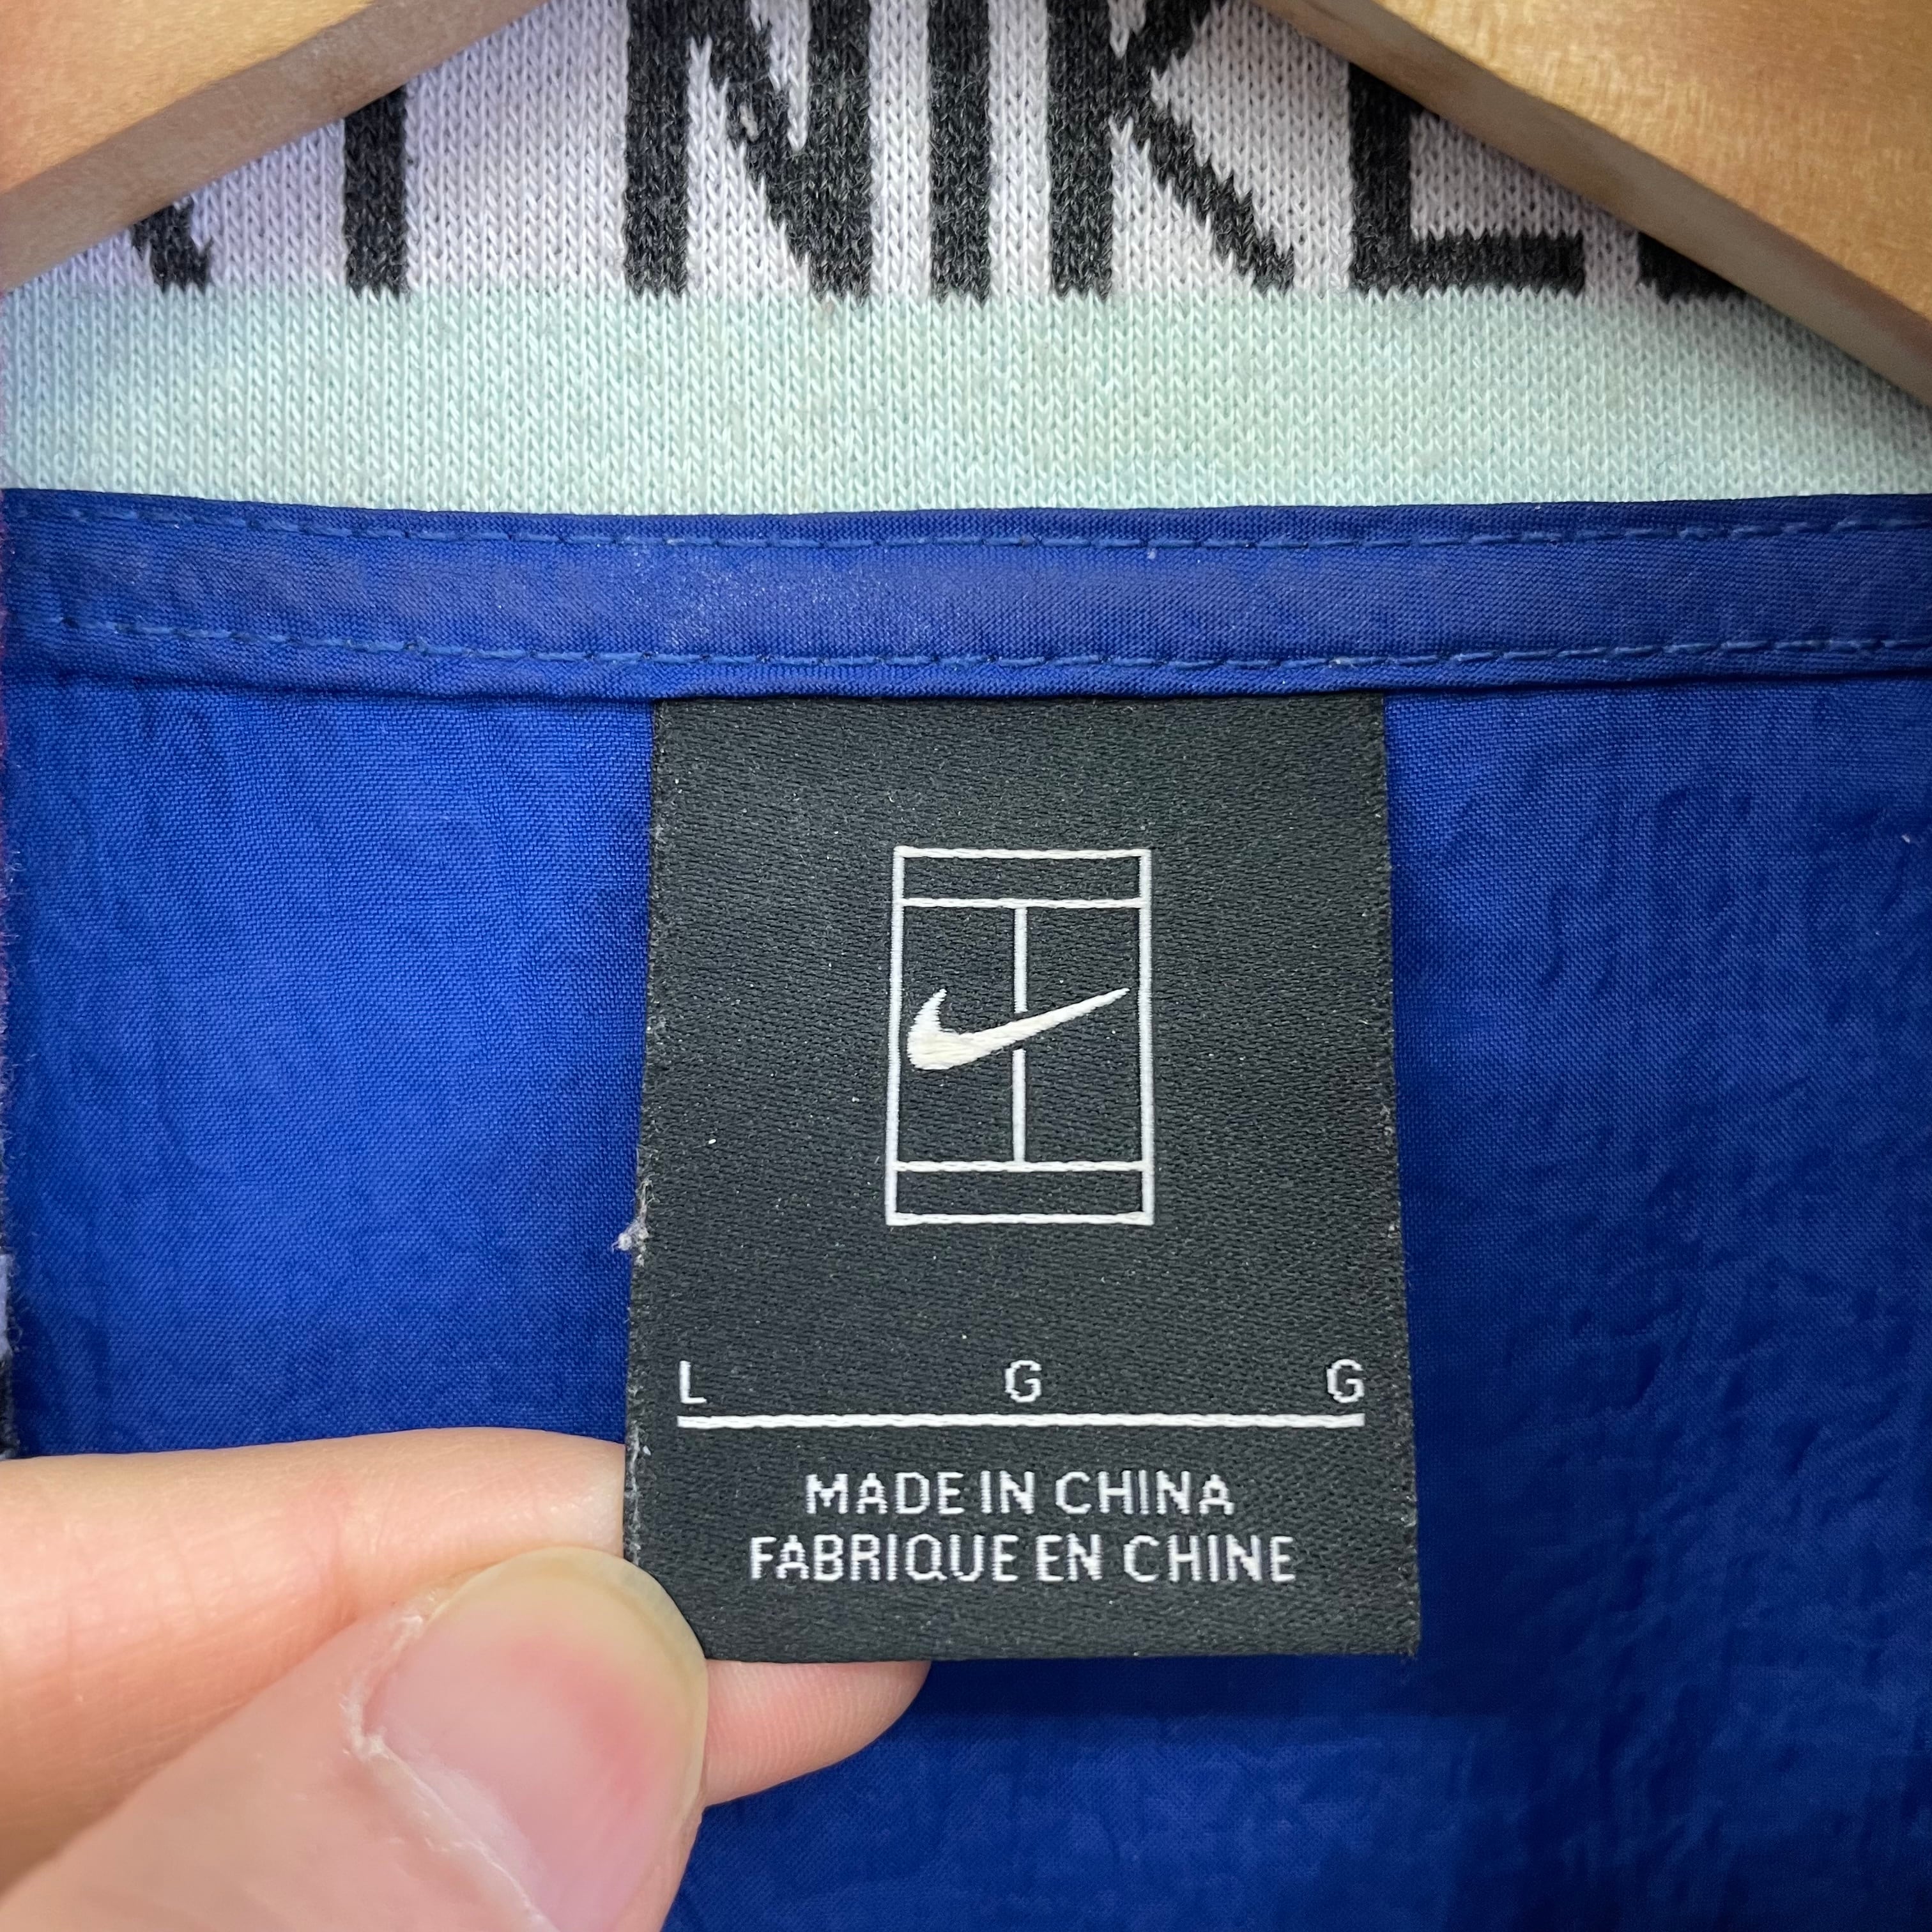 NIKE
L G G
MADE IN CHINA
FABRIQUE EN CHINE